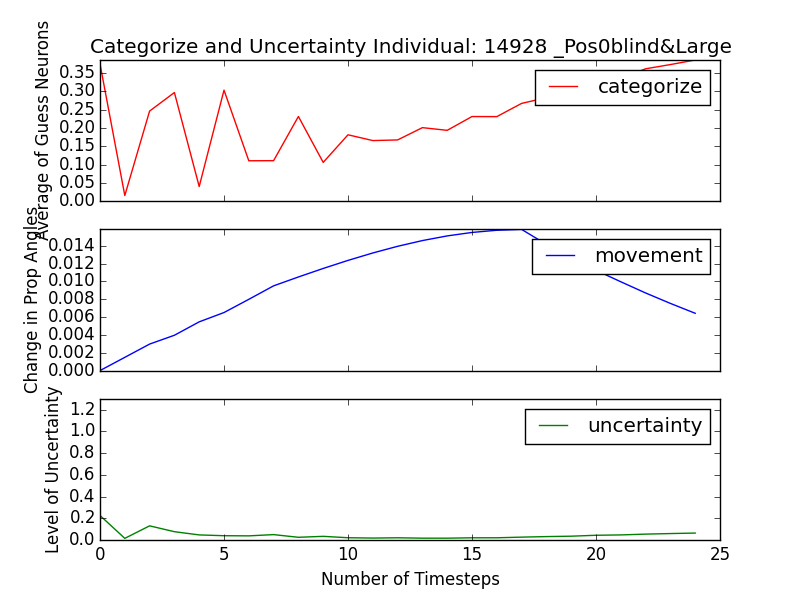 Categorize and Uncertainty Individual: 14928 _Pos0blind&Large
Average of Guess Neurons
0.35
0.30
0.25
0.20
0.15
0.10
0.05
0.00
categorize
Change in Prop Angles
0.014
0.012
0.010
0.008
0.006
0.004
0.002
0.000
movement
Level of Uncertainty
1.2
1.0
0.8
0.6
0.4
0.2
0.0
uncertainty
0 5 10 15 20 25
Number of Timesteps